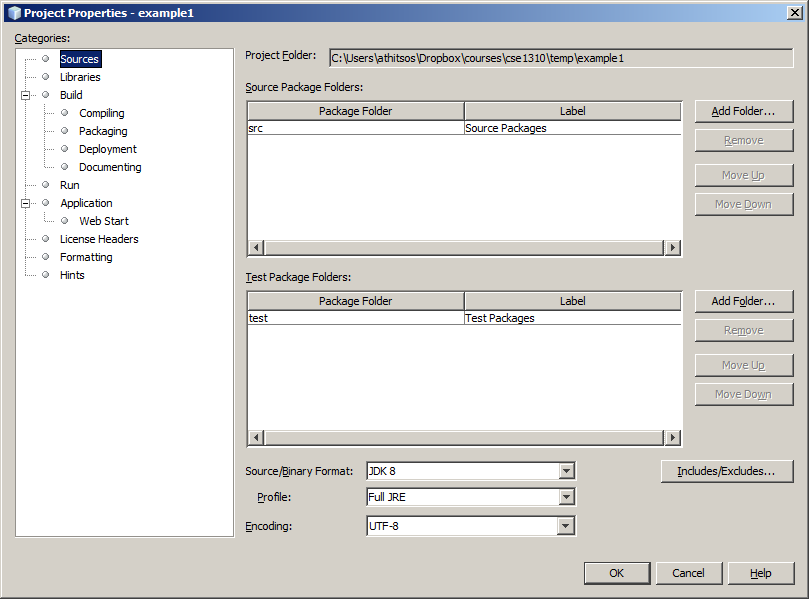 Project Properties - example1
Categories:
Sources
Libraries
Build
Compiling
Packaging
Deployment
Documenting
Run
Application
Web Start
License Headers
Formatting
Hints
Project Folder: C:\Users\athitsos\Dropbox\courses\cse1310\temp\example1
Source Package Folders:
Package Folder Label
src Source Packages
Add Folder...
Remove
Move Up
Move Down
Test Package Folders:
Package Folder Label
test Test Packages
Add Folder...
Remove
Move Up
Move Down
Source/Binary Format: JDK 8 Includes/Excludes...
Profile: Full JRE
Encoding: UTF-8
OK Cancel Help